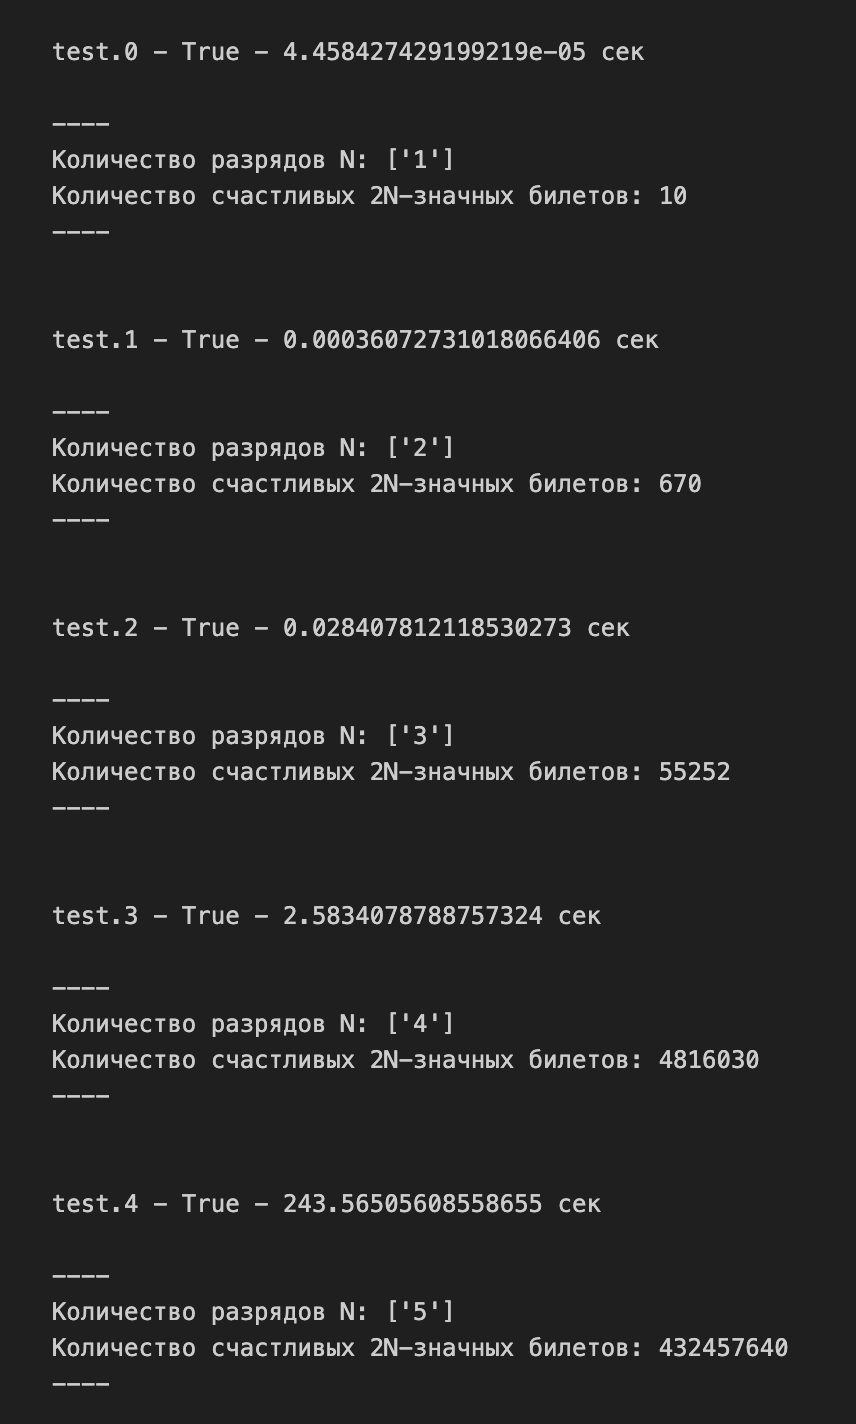 test.0 - True - 4.458427429199219e-05 сек
----
Количество разрядов N: ['1']
Количество счастливых 2N-значных билетов: 10
----
test.1 - True - 0.00036072731018066406 сек
----
Количество разрядов N: ['2']
Количество счастливых 2N-значных билетов: 670
----
test.2 - True - 0.028407812118530273 сек
----
Количество разрядов N: ['3']
Количество счастливых 2N-значных билетов: 55252
----
test.3 - True - 2.5834078788757324 сек
----
Количество разрядов N: ['4']
Количество счастливых 2N-значных билетов: 4816030
----
test.4 - True - 243.56505608558655 сек
----
Количество разрядов N: ['5']
Количество счастливых 2N-значных билетов: 432457640
----